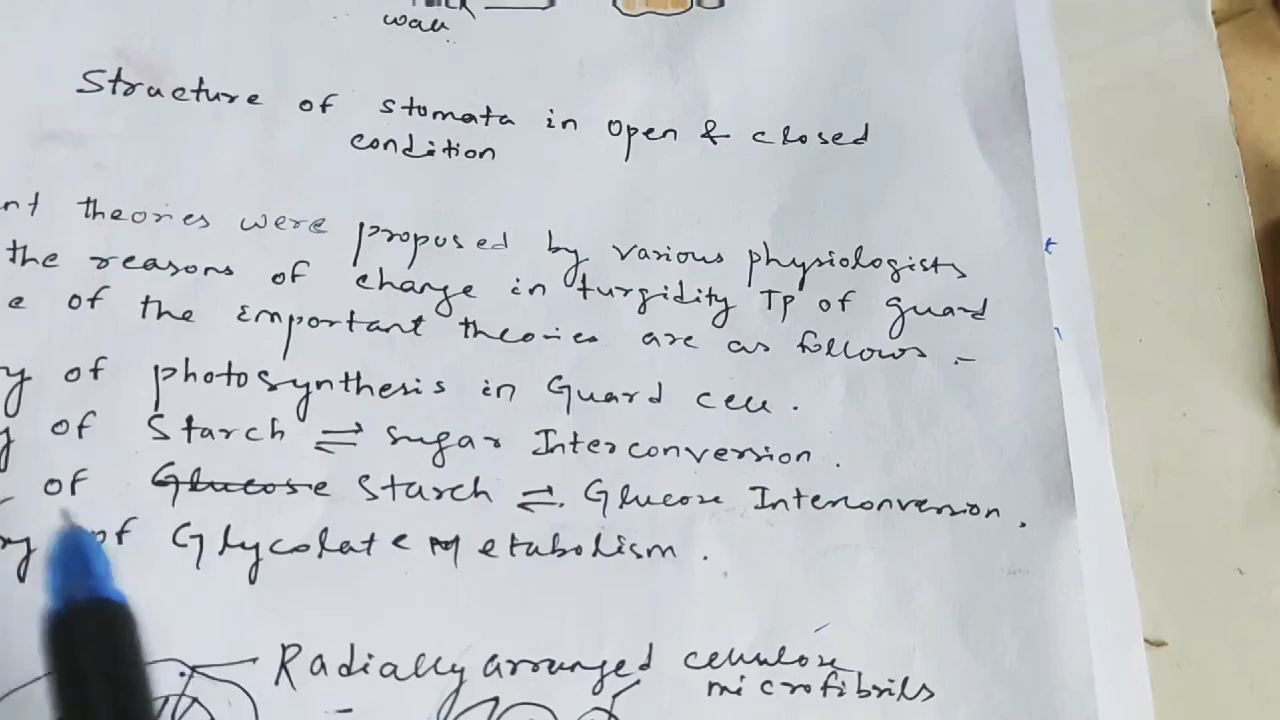 wall
Structure of stomata in open & closed
condition
nt theories were proposed by various physiologists
the reasons of change in turgidity TP of guard
e of the important theories are as follows :-
y of photosynthesis in Guard cell.
y of Starch ⇌ sugar Interconversion.
of Glucose Starch ⇌ Glucose Interconversion.
ry of Glycolate Metabolism.
Radially arranged cellulose
microfibrils